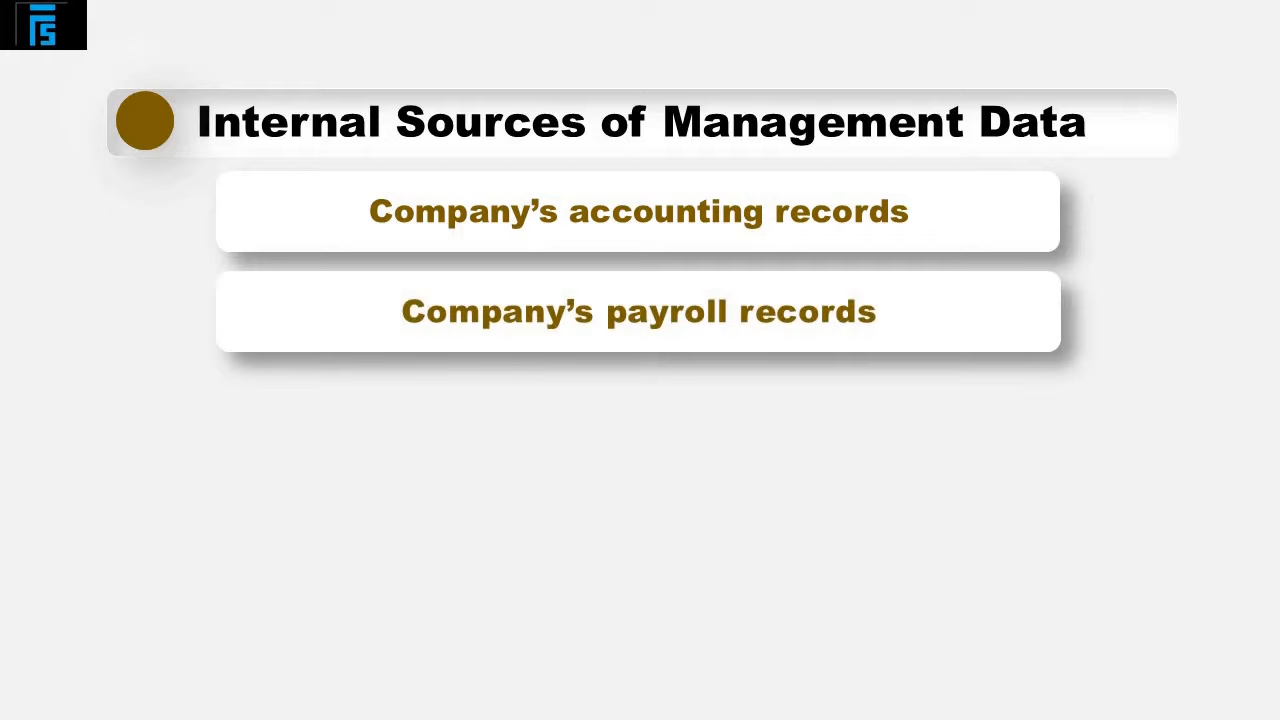 Internal Sources of Management Data
Company’s accounting records
Company’s payroll records